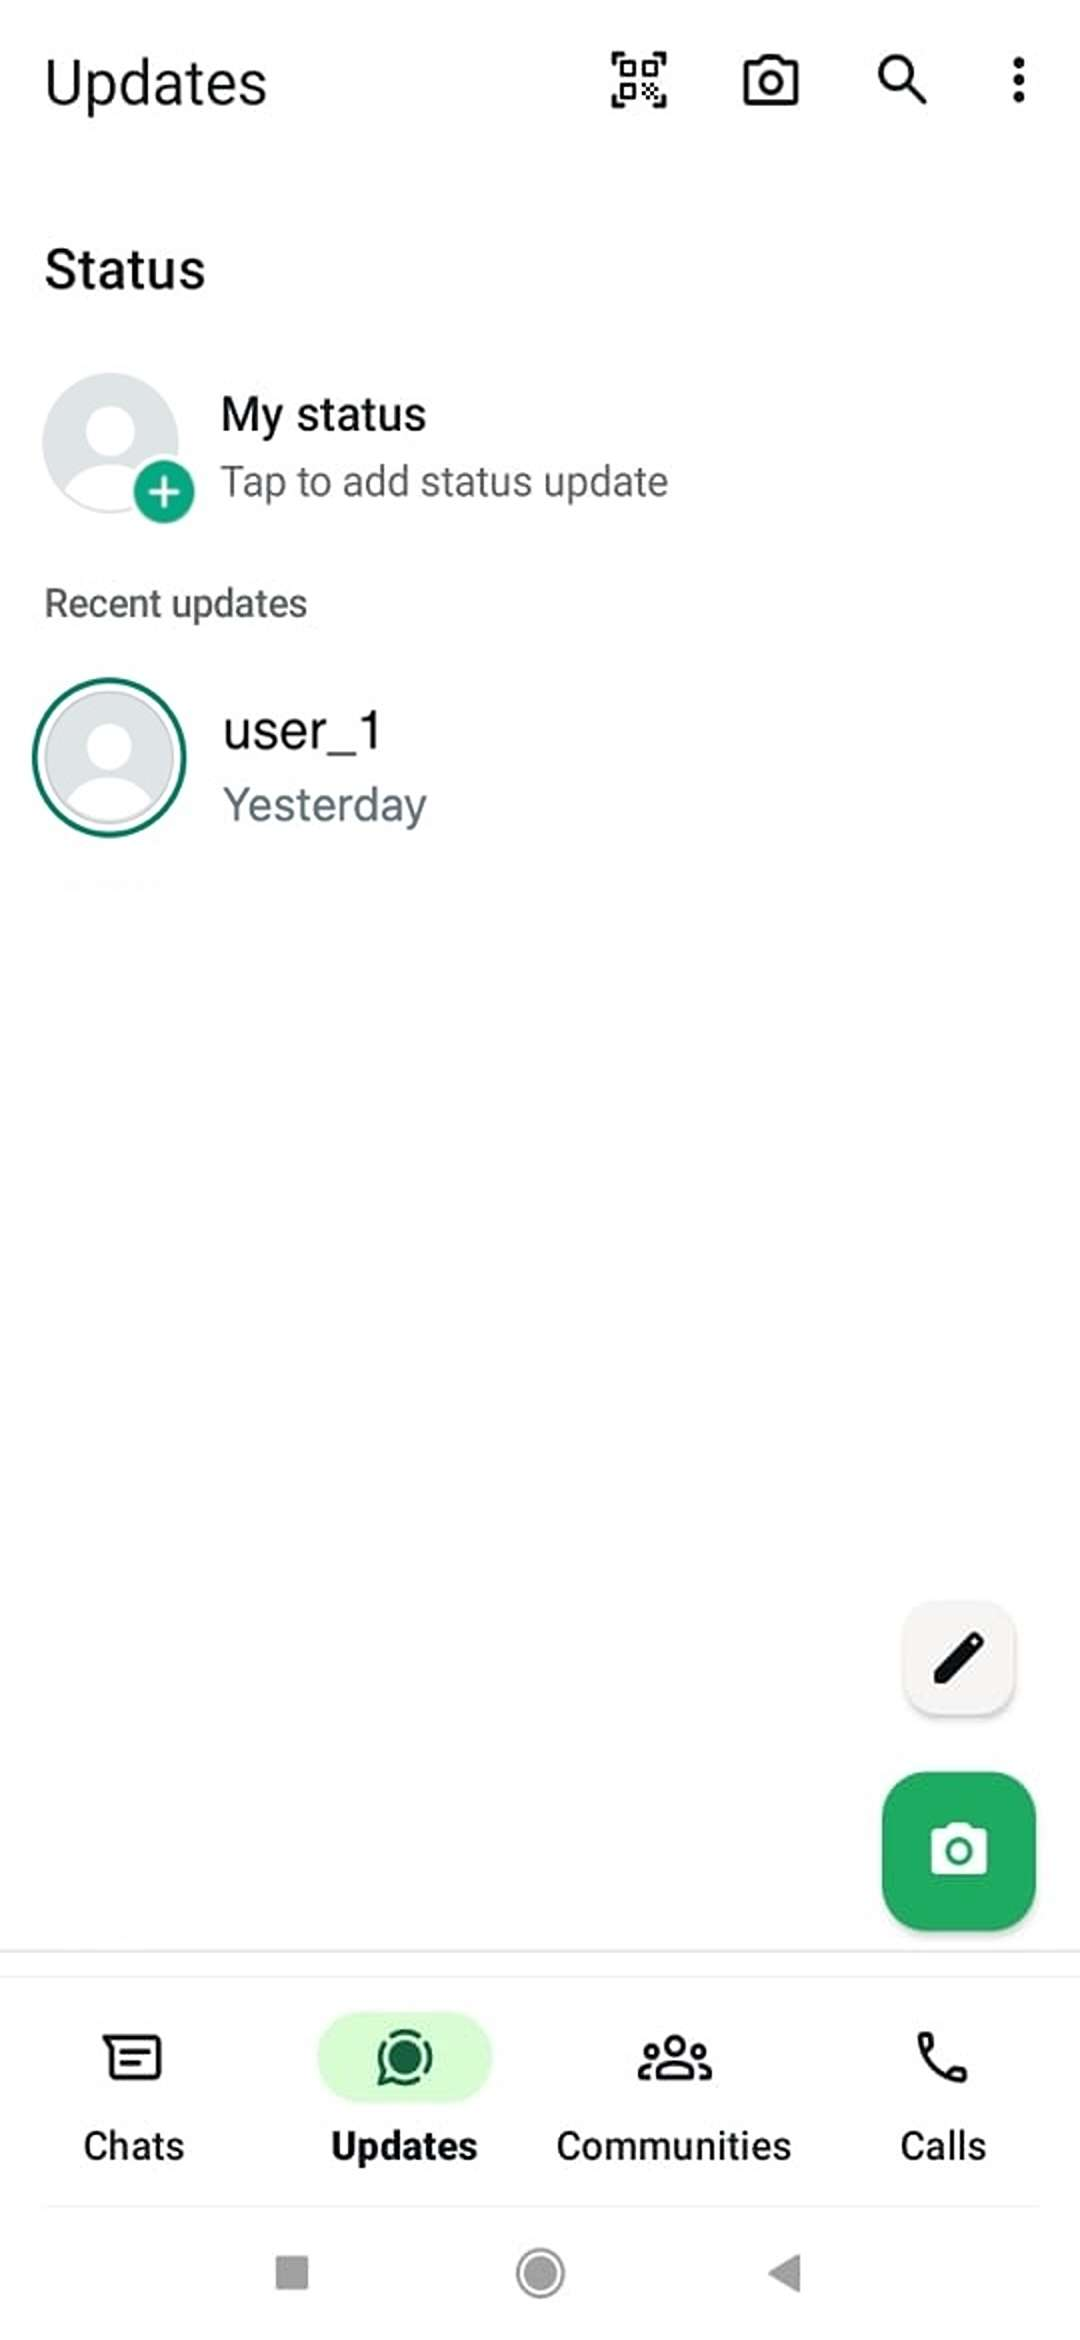 Updates
Status
My status
Tap to add status update
Recent updates
user_1
Yesterday
Chats
Updates
Communities
Calls